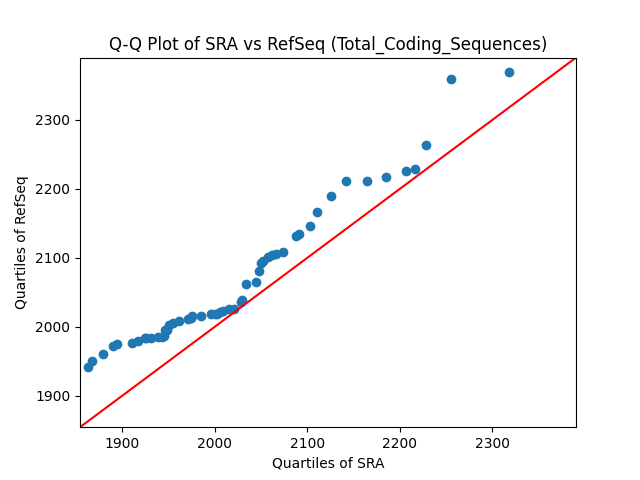 Q-Q Plot of SRA vs RefSeq (Total_Coding_Sequences)
2300
2200
2100
2000
1900
Quartiles of RefSeq
1900 2000 2100 2200 2300
Quartiles of SRA